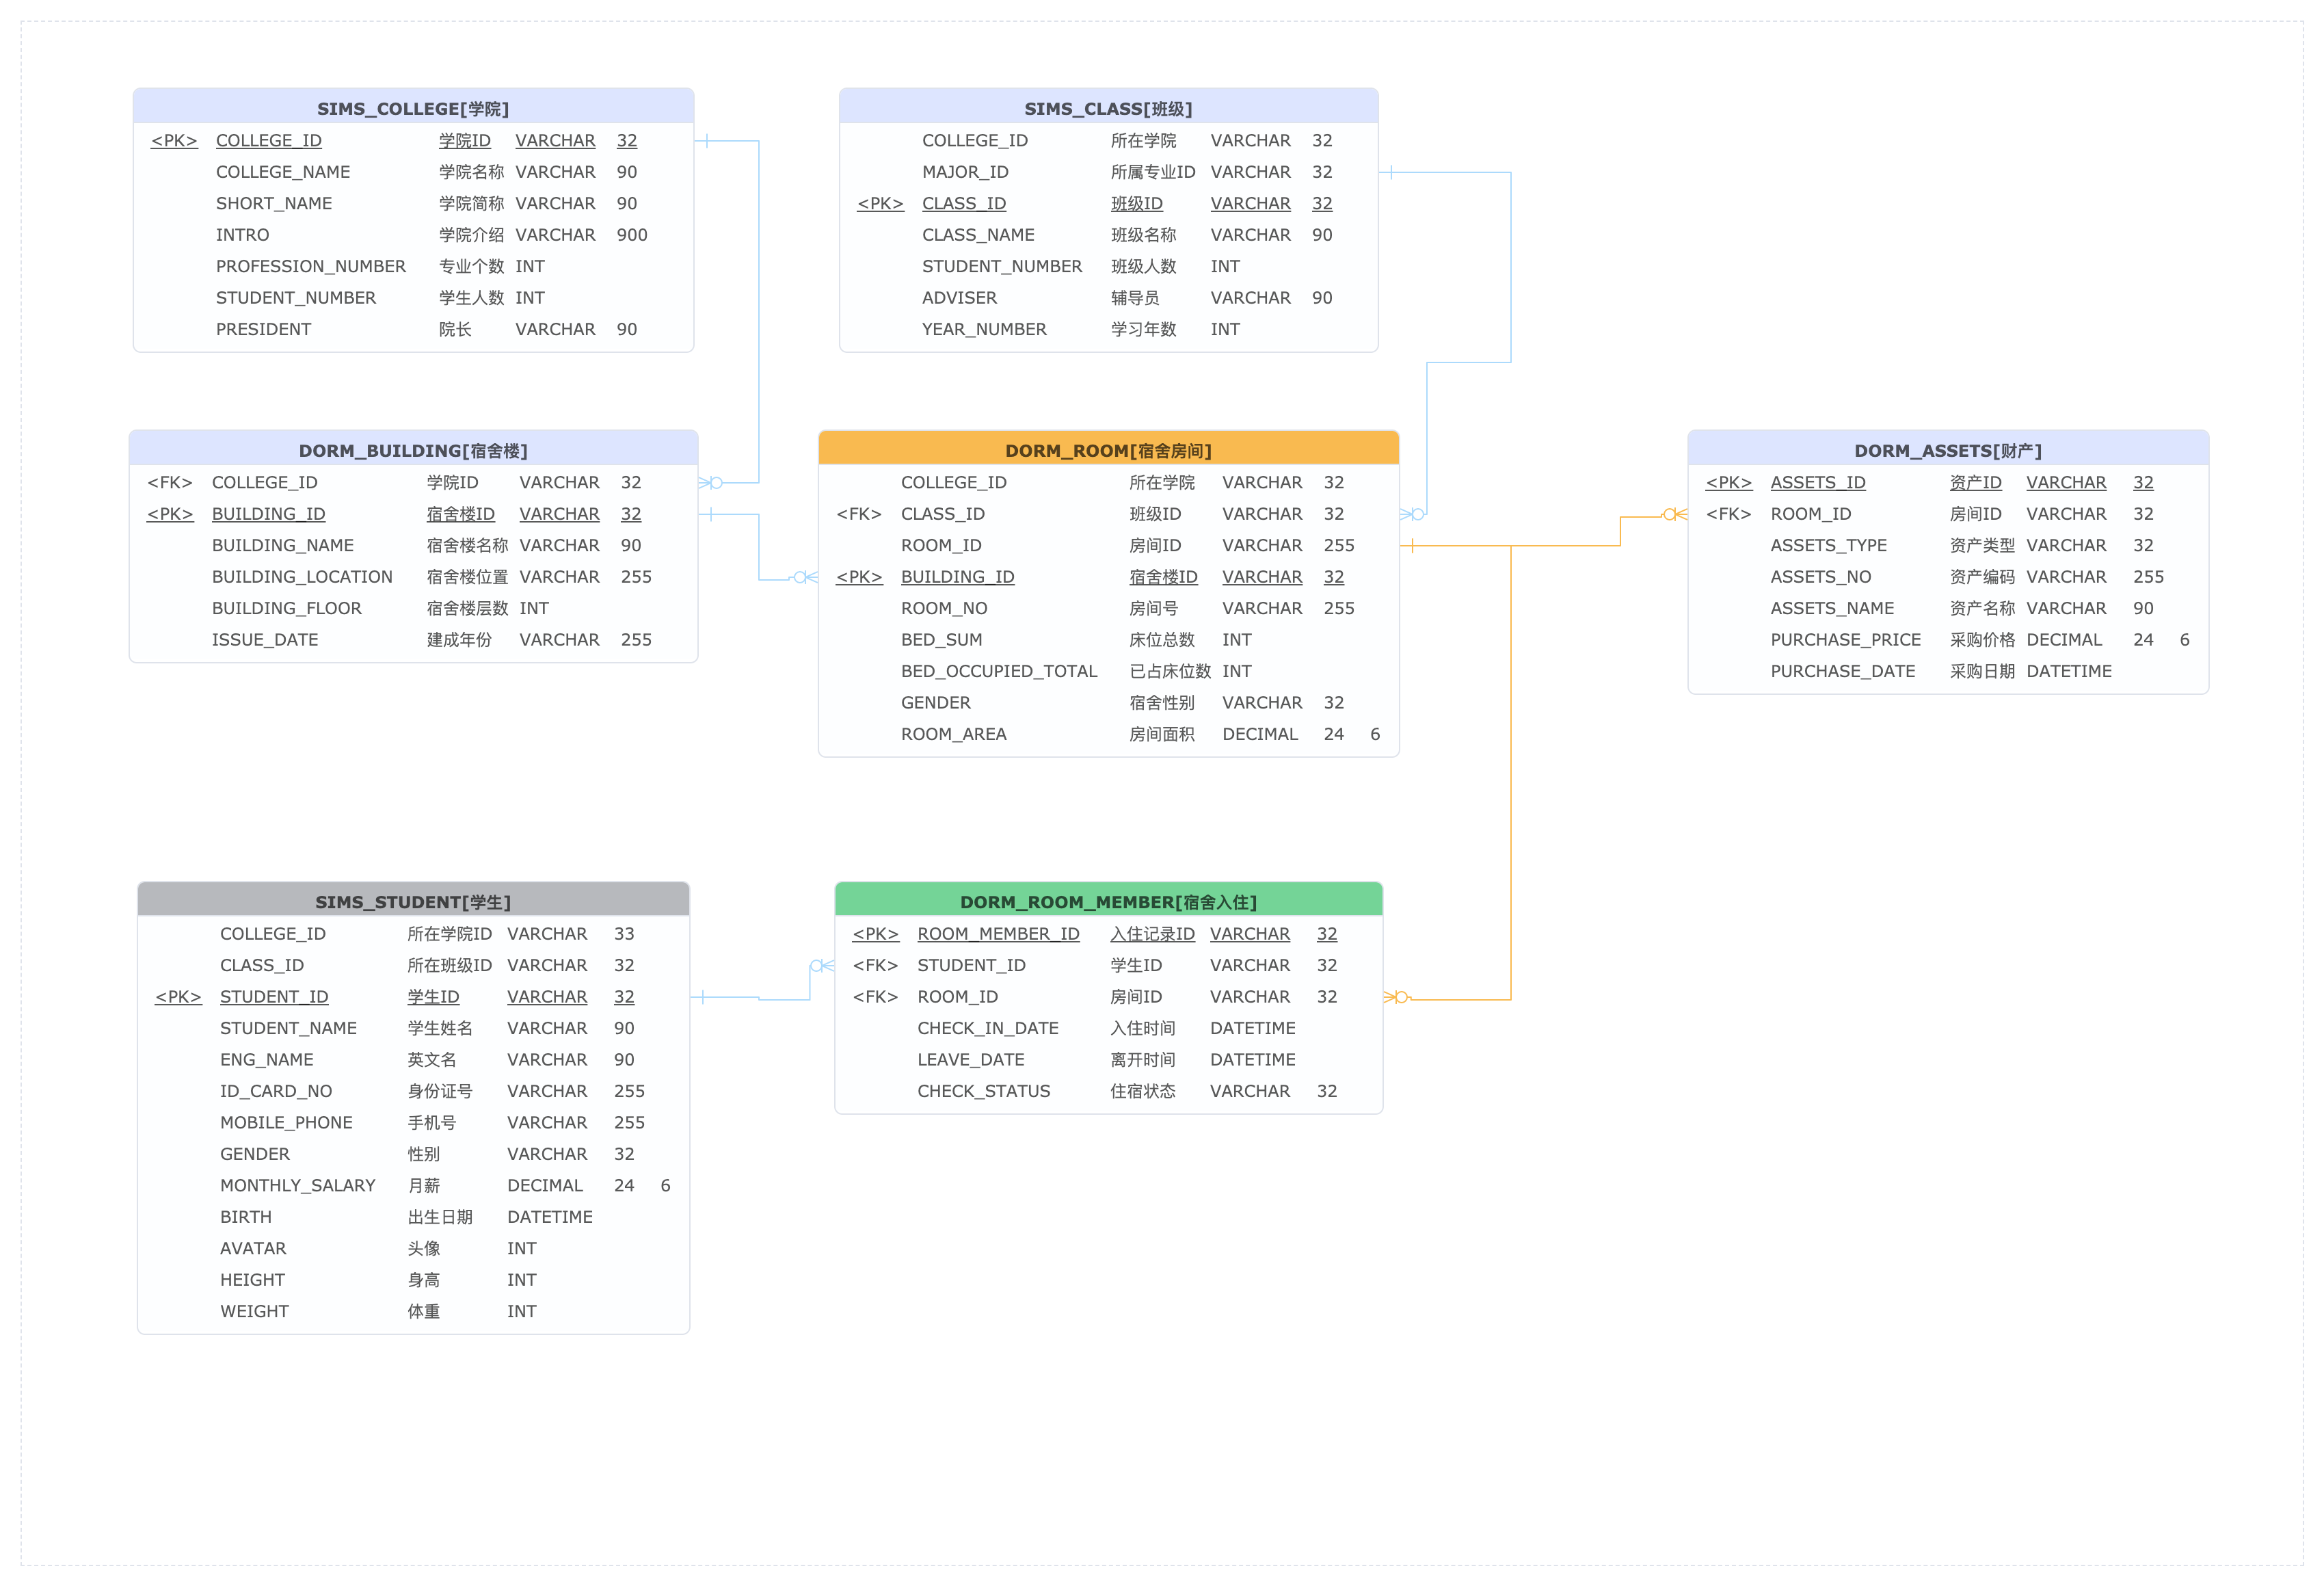 SIMS_COLLEGE[学院]
<PK> COLLEGE_ID 学院ID VARCHAR 32
COLLEGE_NAME 学院名称 VARCHAR 90
SHORT_NAME 学院简称 VARCHAR 90
INTRO 学院介绍 VARCHAR 900
PROFESSION_NUMBER 专业个数 INT
STUDENT_NUMBER 学生人数 INT
PRESIDENT 院长 VARCHAR 90
SIMS_CLASS[班级]
COLLEGE_ID 所在学院 VARCHAR 32
MAJOR_ID 所属专业ID VARCHAR 32
<PK> CLASS_ID 班级ID VARCHAR 32
CLASS_NAME 班级名称 VARCHAR 90
STUDENT_NUMBER 班级人数 INT
ADVISER 辅导员 VARCHAR 90
YEAR_NUMBER 学习年数 INT
DORM_BUILDING[宿舍楼]
<FK> COLLEGE_ID 学院ID VARCHAR 32
<PK> BUILDING_ID 宿舍楼ID VARCHAR 32
BUILDING_NAME 宿舍楼名称 VARCHAR 90
BUILDING_LOCATION 宿舍楼位置 VARCHAR 255
BUILDING_FLOOR 宿舍楼层数 INT
ISSUE_DATE 建成年份 VARCHAR 255
DORM_ROOM[宿舍房间]
COLLEGE_ID 所在学院 VARCHAR 32
<FK> CLASS_ID 班级ID VARCHAR 32
ROOM_ID 房间ID VARCHAR 255
<PK> BUILDING_ID 宿舍楼ID VARCHAR 32
ROOM_NO 房间号 VARCHAR 255
BED_SUM 床位总数 INT
BED_OCCUPIED_TOTAL 已占床位数 INT
GENDER 宿舍性别 VARCHAR 32
ROOM_AREA 房间面积 DECIMAL 24 6
DORM_ASSETS[财产]
<PK> ASSETS_ID 资产ID VARCHAR 32
<FK> ROOM_ID 房间ID VARCHAR 32
ASSETS_TYPE 资产类型 VARCHAR 32
ASSETS_NO 资产编码 VARCHAR 255
ASSETS_NAME 资产名称 VARCHAR 90
PURCHASE_PRICE 采购价格 DECIMAL 24 6
PURCHASE_DATE 采购日期 DATETIME
SIMS_STUDENT[学生]
COLLEGE_ID 所在学院ID VARCHAR 33
CLASS_ID 所在班级ID VARCHAR 32
<PK> STUDENT_ID 学生ID VARCHAR 32
STUDENT_NAME 学生姓名 VARCHAR 90
ENG_NAME 英文名 VARCHAR 90
ID_CARD_NO 身份证号 VARCHAR 255
MOBILE_PHONE 手机号 VARCHAR 255
GENDER 性别 VARCHAR 32
MONTHLY_SALARY 月薪 DECIMAL 24 6
BIRTH 出生日期 DATETIME
AVATAR 头像 INT
HEIGHT 身高 INT
WEIGHT 体重 INT
DORM_ROOM_MEMBER[宿舍入住]
<PK> ROOM_MEMBER_ID 入住记录ID VARCHAR 32
<FK> STUDENT_ID 学生ID VARCHAR 32
<FK> ROOM_ID 房间ID VARCHAR 32
CHECK_IN_DATE 入住时间 DATETIME
LEAVE_DATE 离开时间 DATETIME
CHECK_STATUS 住宿状态 VARCHAR 32